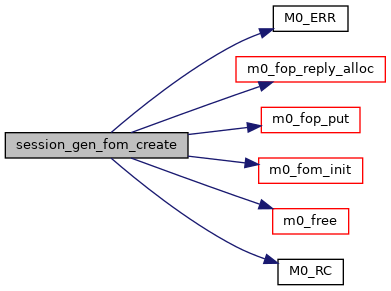 M0_ERR
m0_fop_reply_alloc
m0_fop_put
session_gen_fom_create
m0_fom_init
m0_free
M0_RC